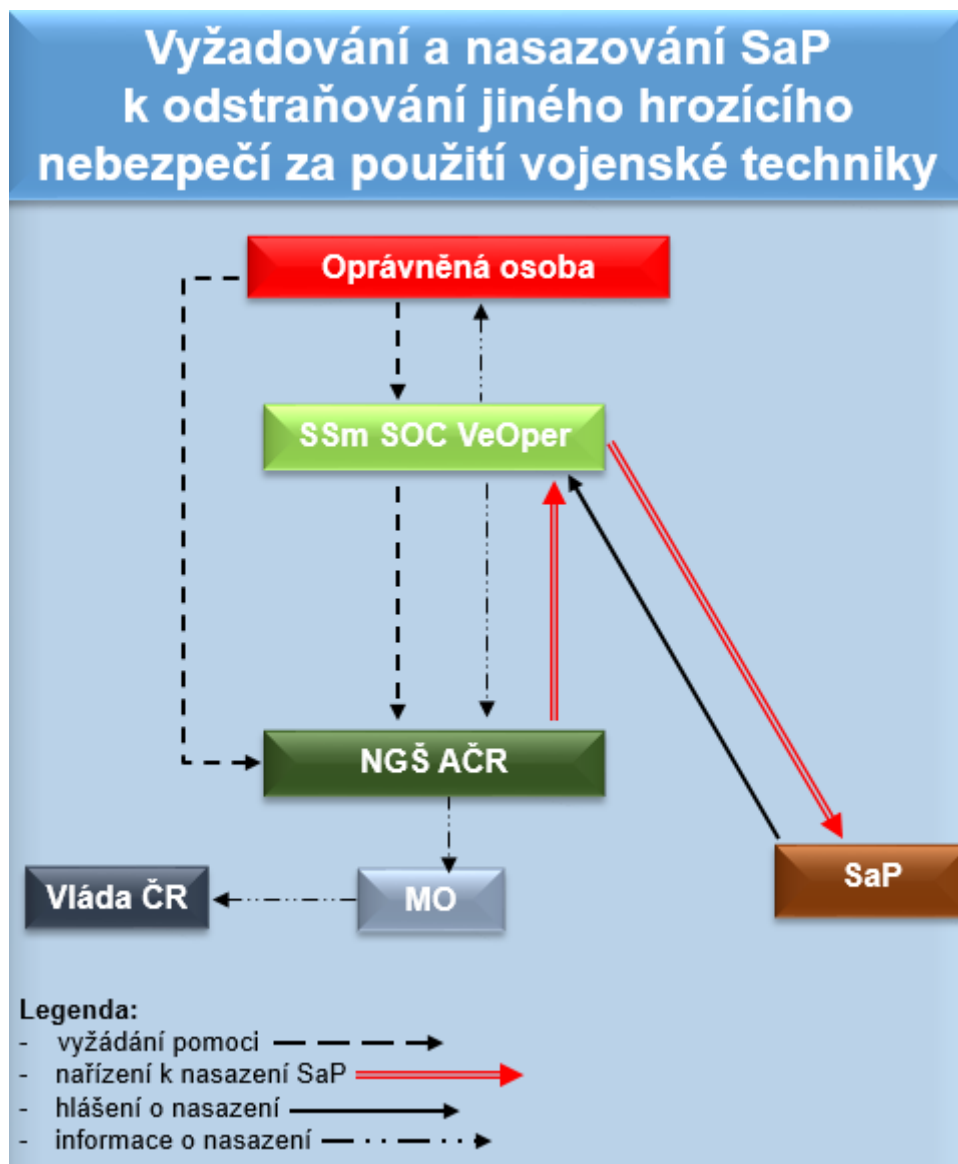 Vyžadování a nasazování SaP
k odstraňování jiného hrozícího
nebezpečí za použití vojenské techniky
Oprávněná osoba
SSm SOC VeOper
NGŠ AČR
SaP
Vláda ČR
MO
Legenda:
- vyžádání pomoci
- nařízení k nasazení SaP
- hlášení o nasazení
- informace o nasazení